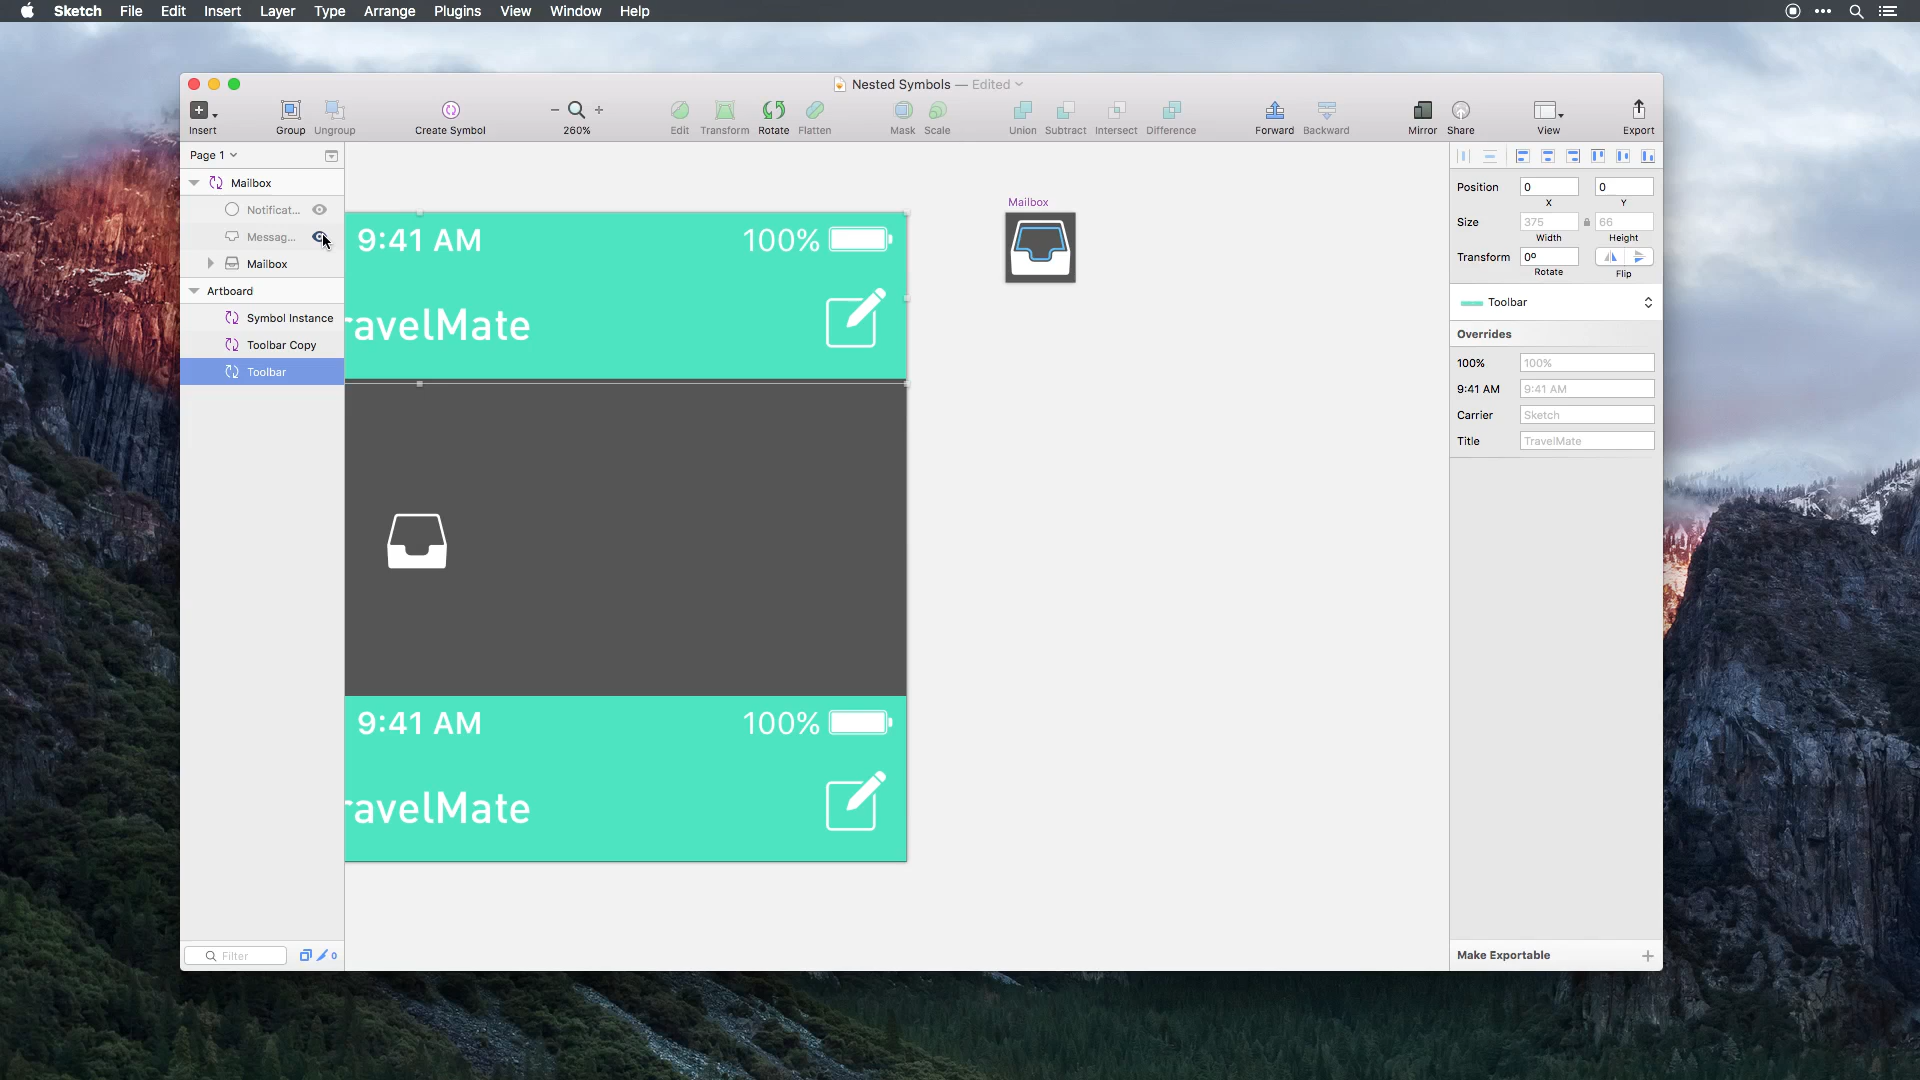 Sketch File Edit Insert Layer Type Arrange Plugins View Window Help
Nested Symbols — Edited
Insert Group Ungroup Create Symbol 260% Edit Transform Rotate Flatten Mask Scale Union Subtract Intersect Difference Forward Backward Mirror Share View Export
Page 1
Mailbox
Notificat...
Messag...
Mailbox
Artboard
Symbol Instance
Toolbar Copy
Toolbar
Filter
0
9:41 AM 100%
ravelMate
9:41 AM 100%
ravelMate
Mailbox
Position 0 0
X Y
Size 375 66
Width Height
Transform 0º
Rotate Flip
Toolbar
Overrides
100% 100%
9:41 AM 9:41 AM
Carrier Sketch
Title TravelMate
Make Exportable